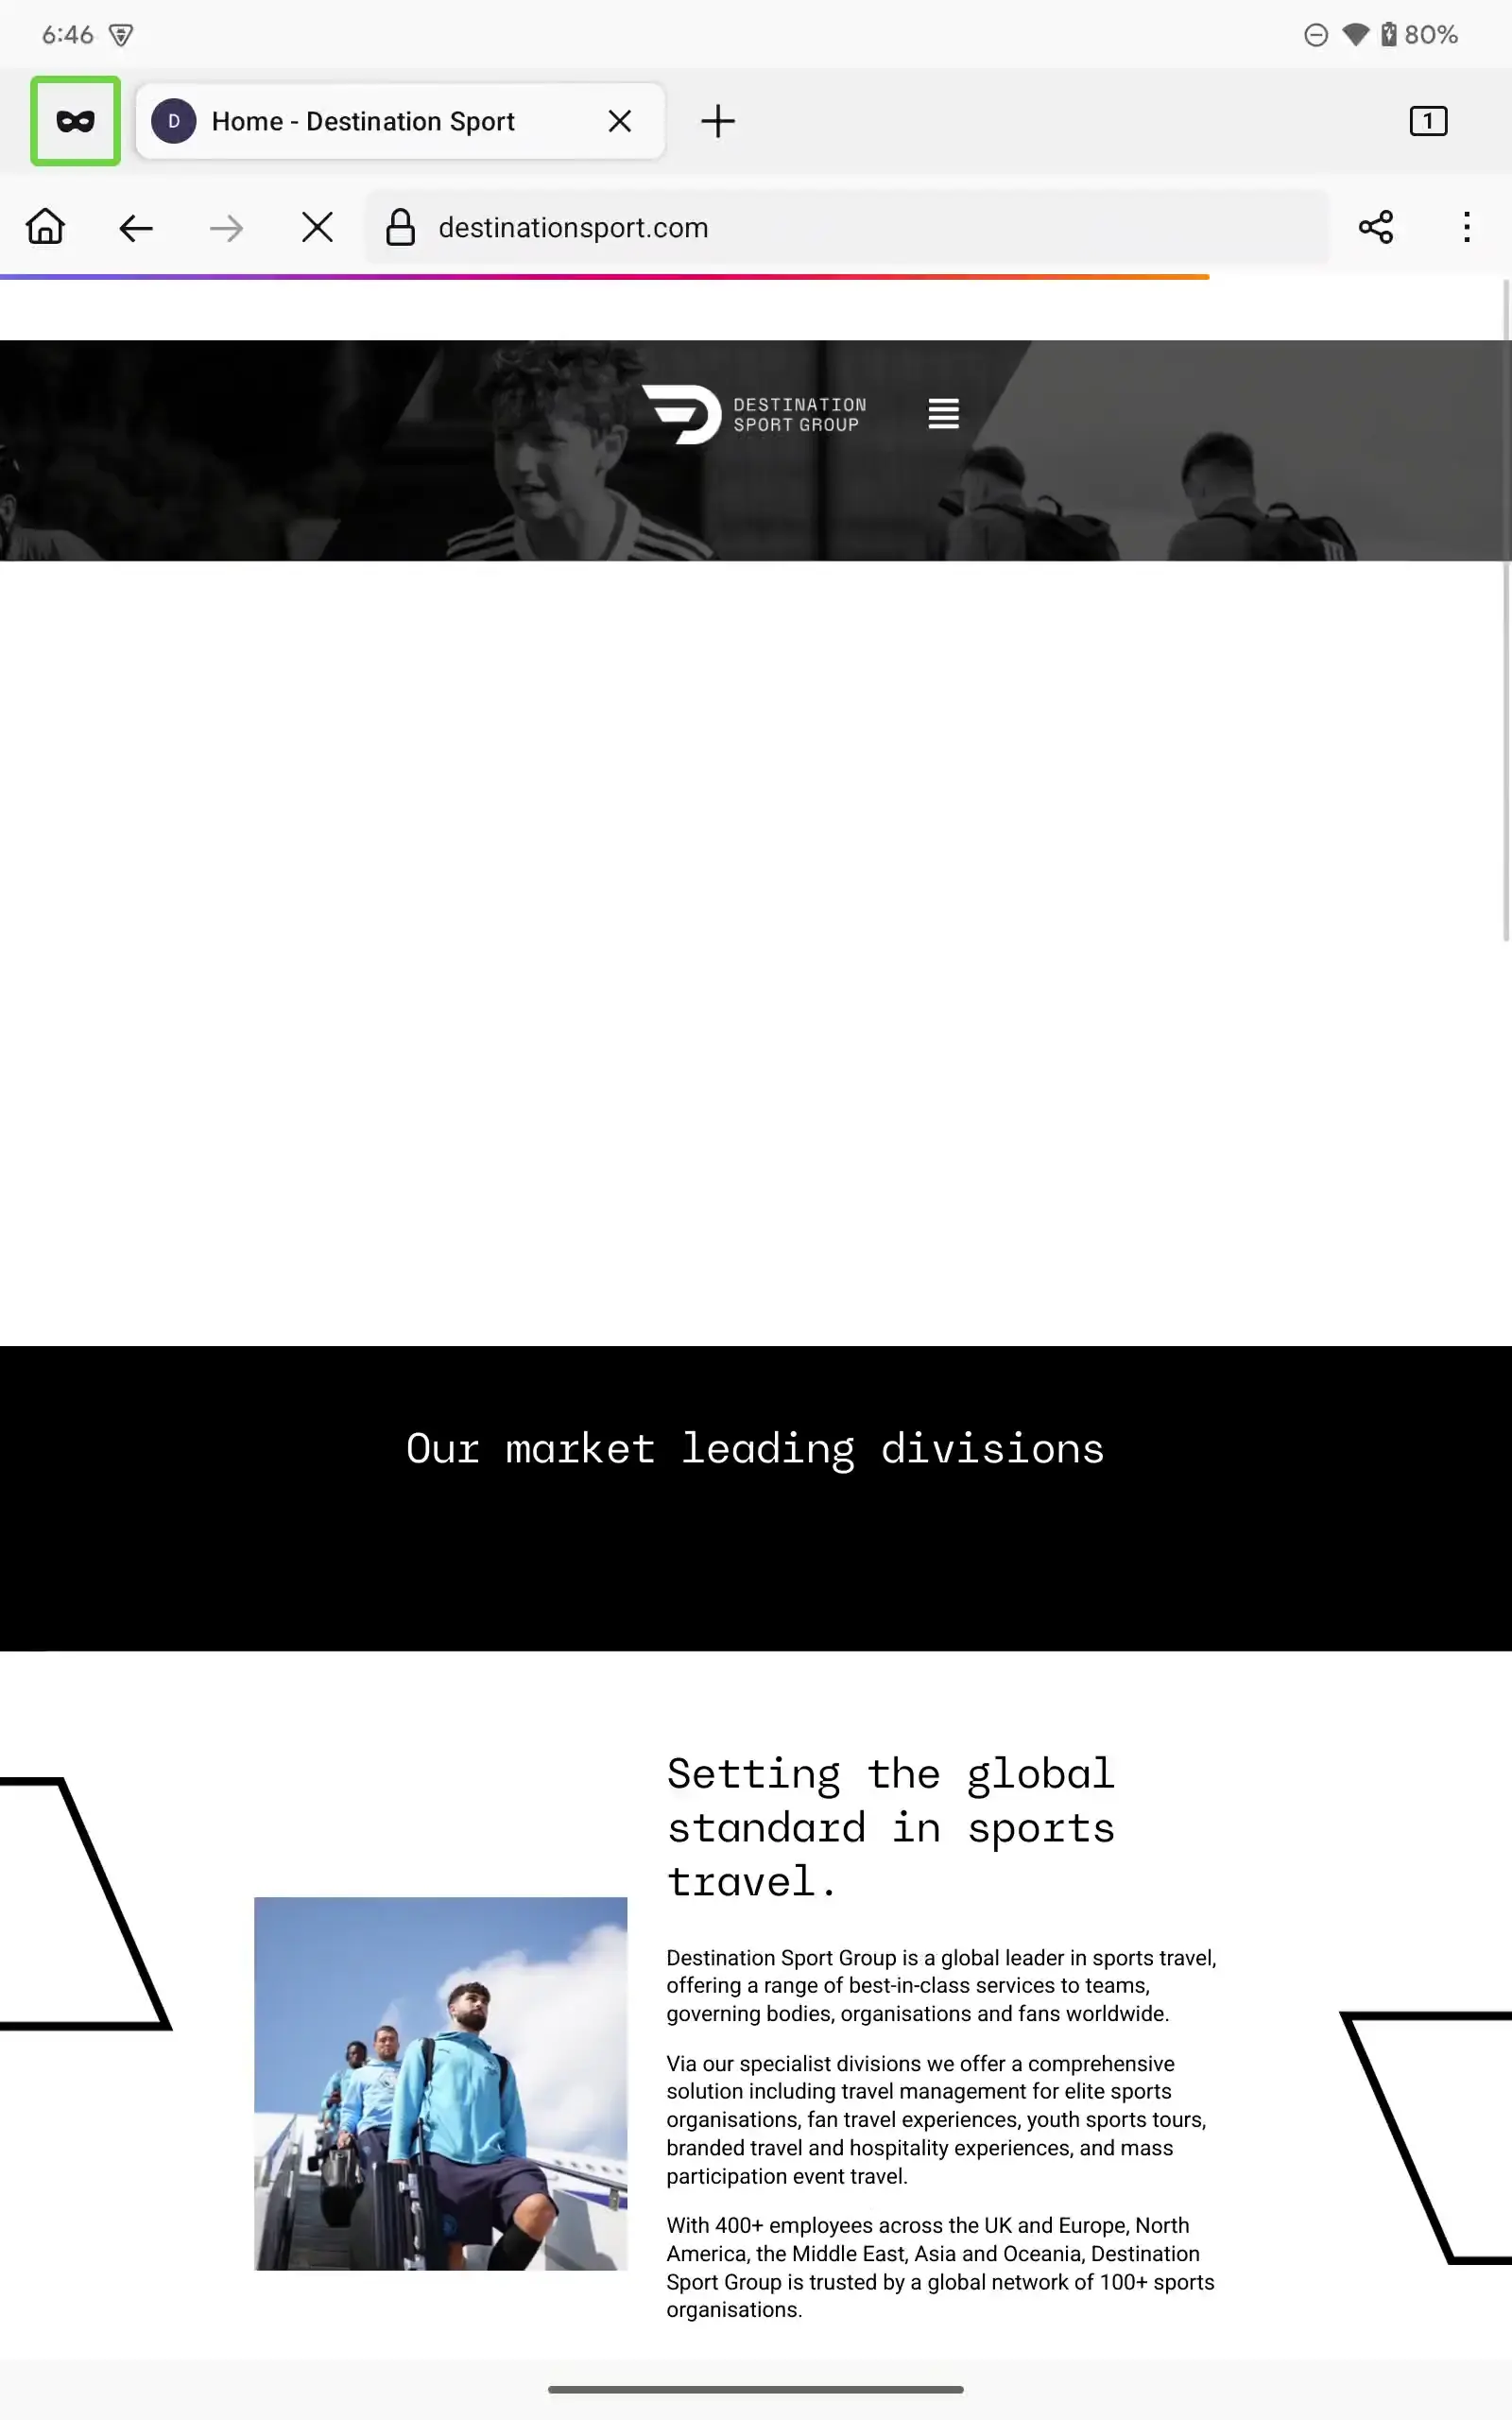 6:46
80%
D
Home - Destination Sport
1
destinationsport.com
DESTINATION
SPORT GROUP
Our market leading divisions
Setting the global
standard in sports
travel.
Destination Sport Group is a global leader in sports travel,
offering a range of best-in-class services to teams,
governing bodies, organisations and fans worldwide.
Via our specialist divisions we offer a comprehensive
solution including travel management for elite sports
organisations, fan travel experiences, youth sports tours,
branded travel and hospitality experiences, and mass
participation event travel.
With 400+ employees across the UK and Europe, North
America, the Middle East, Asia and Oceania, Destination
Sport Group is trusted by a global network of 100+ sports
organisations.